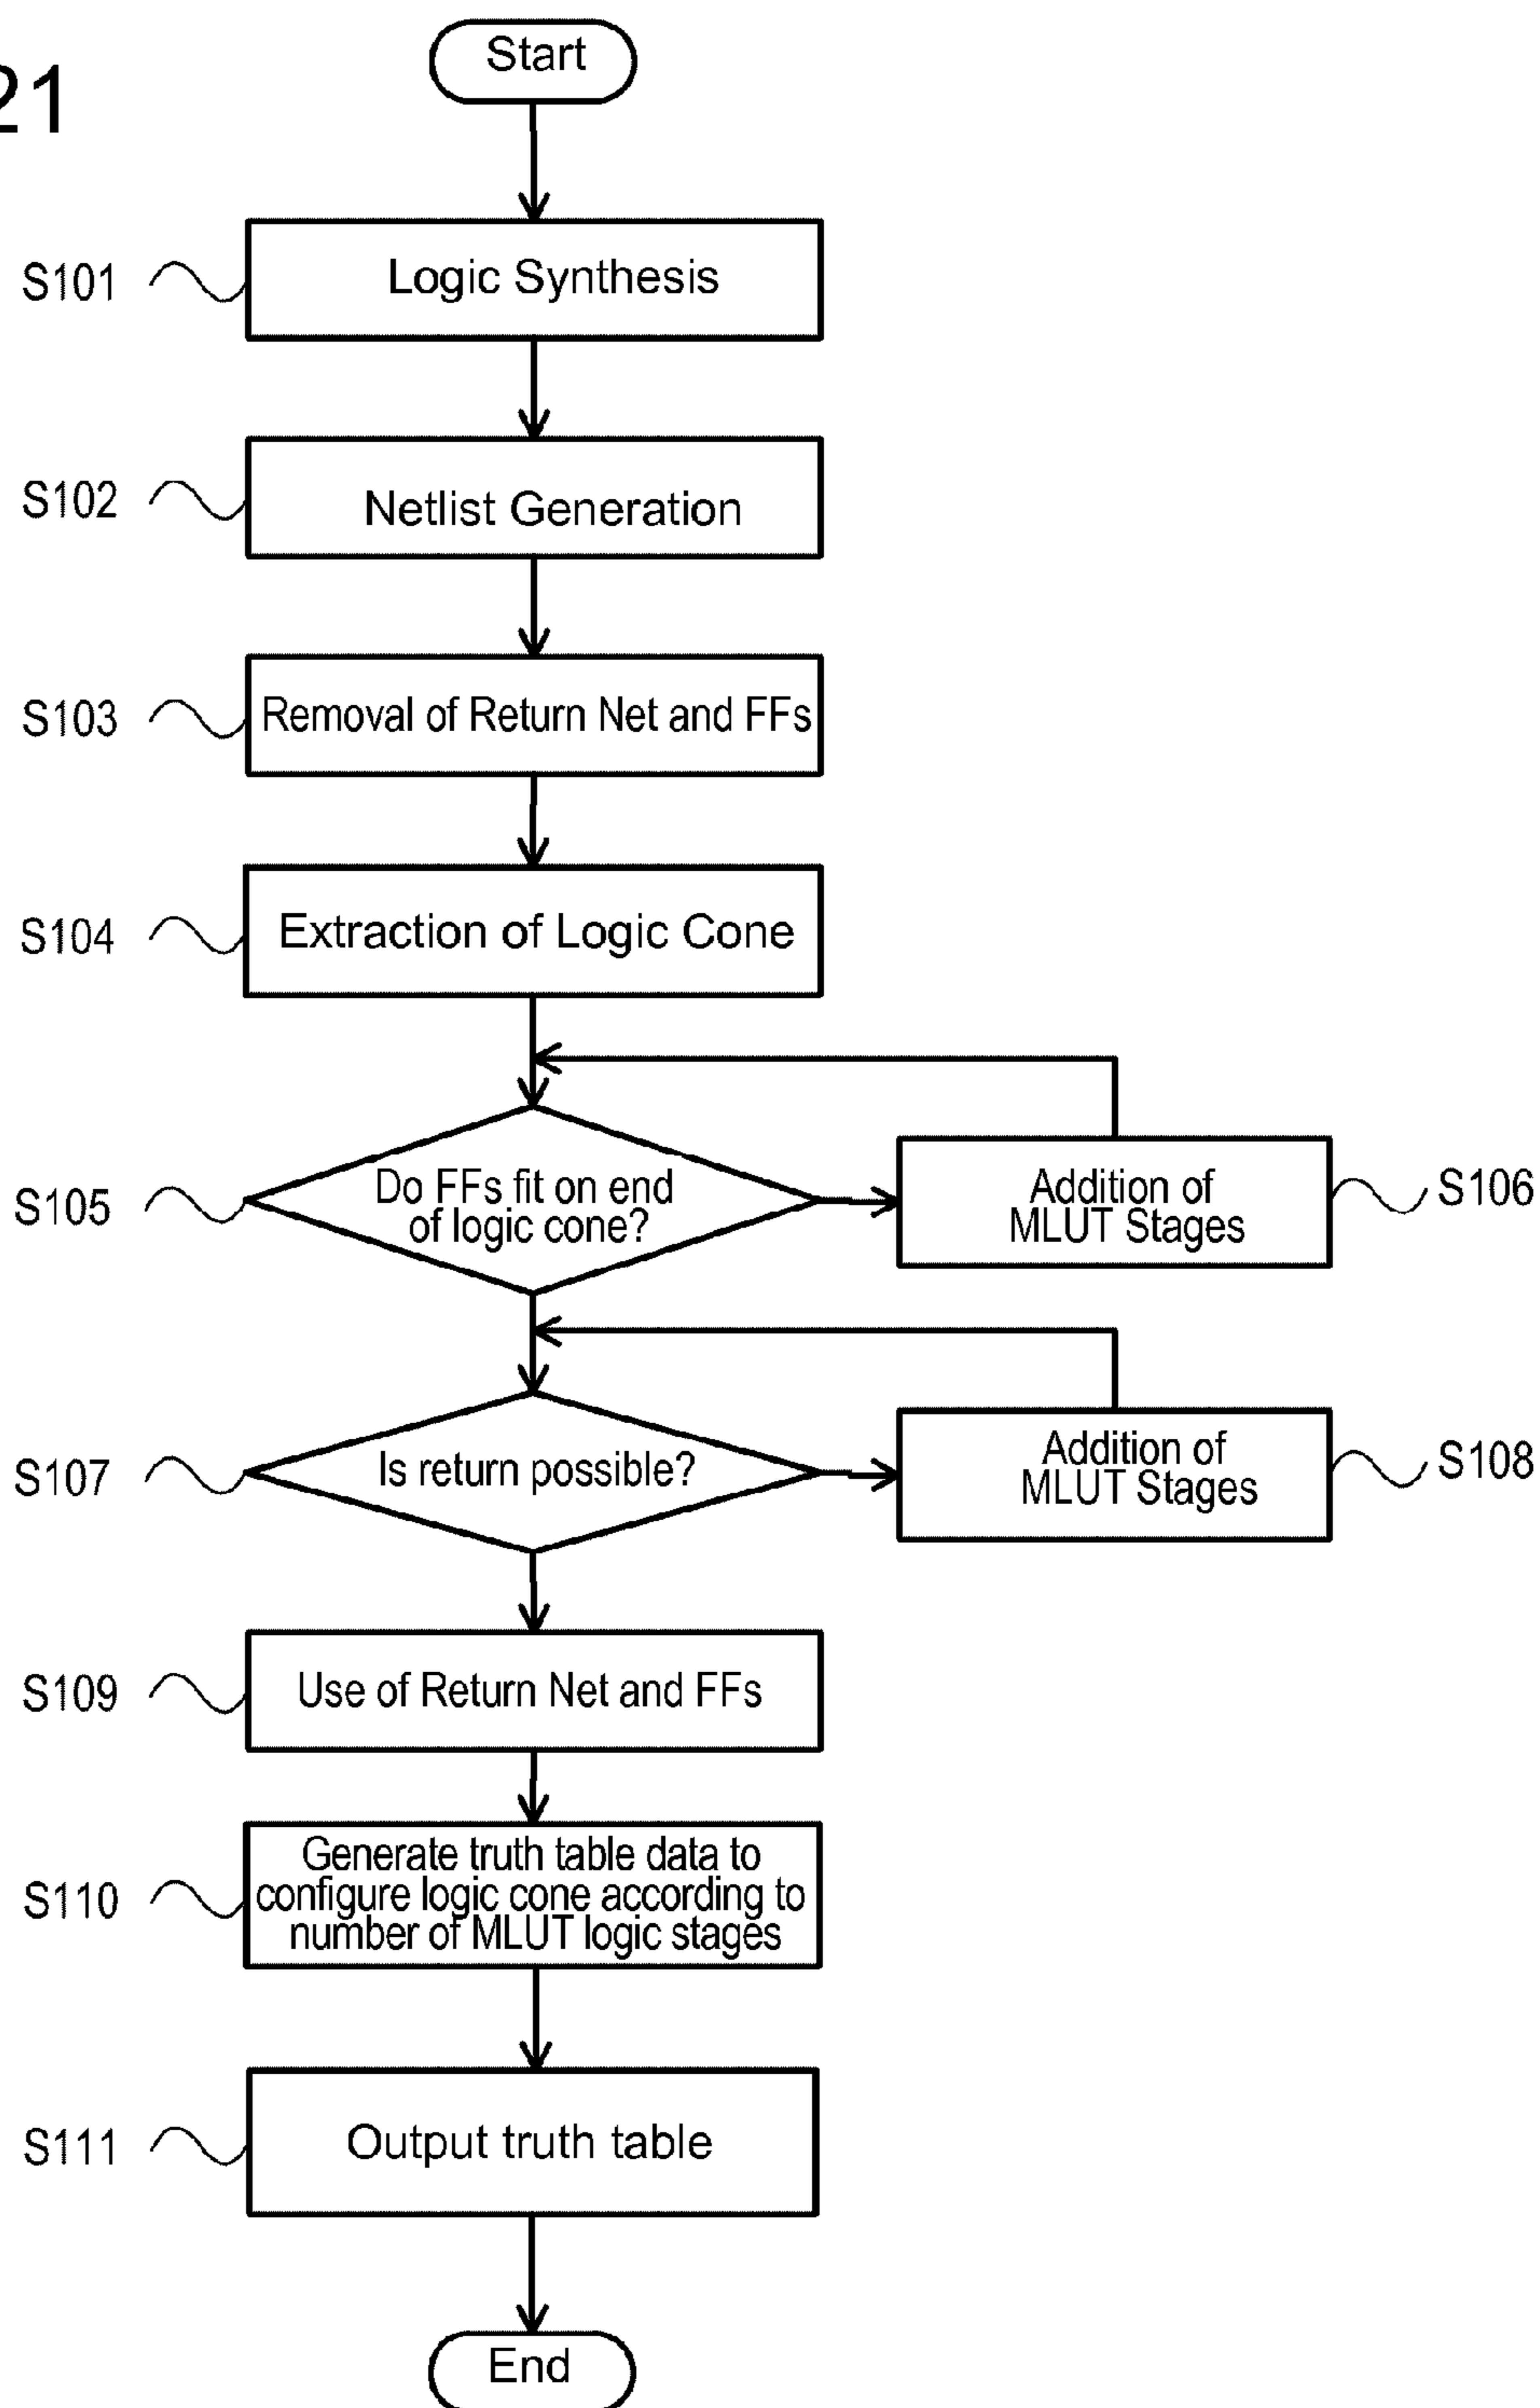 21
Start
S101
Logic Synthesis
S102
Netlist Generation
S103
Removal of Return Net and FFs
S104
Extraction of Logic Cone
S105
Do FFs fit on end
of logic cone?
Addition of
MLUT Stages
S106
S107
Is return possible?
Addition of
MLUT Stages
S108
S109
Use of Return Net and FFs
S110
Generate truth table data to
configure logic cone according to
number of MLUT logic stages
S111
Output truth table
End